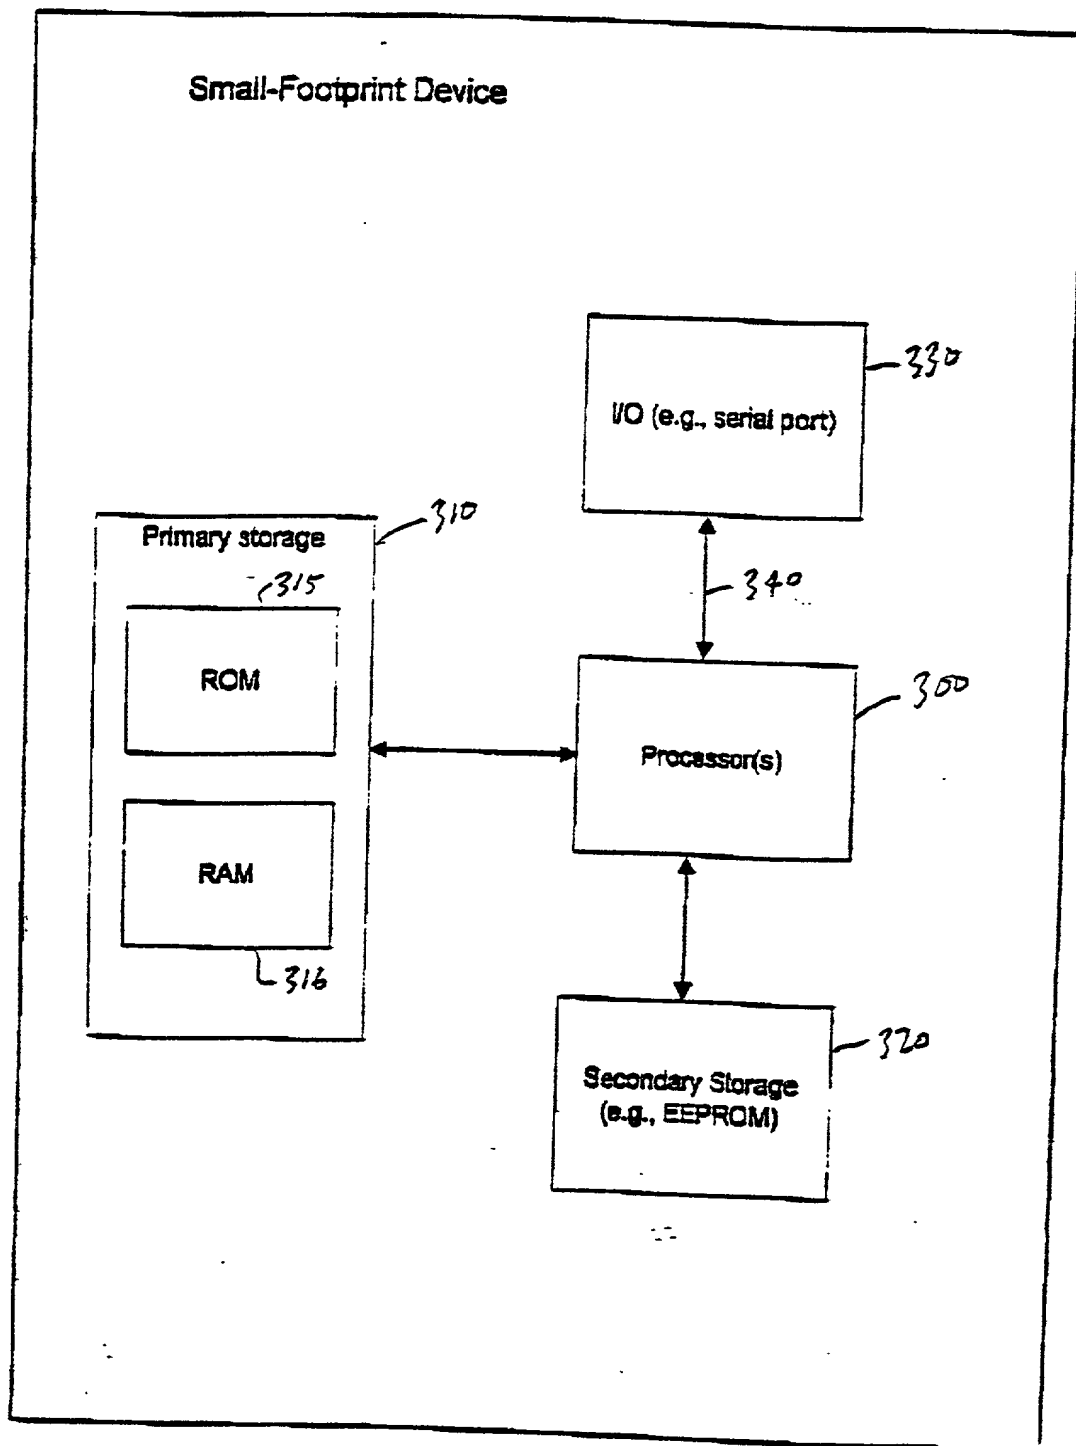 Small-Footprint Device
330
I/O (e.g., serial port)
310
Primary storage
315
340
ROM
300
Processor(s)
RAM
316
320
Secondary Storage
(e.g., EEPROM)